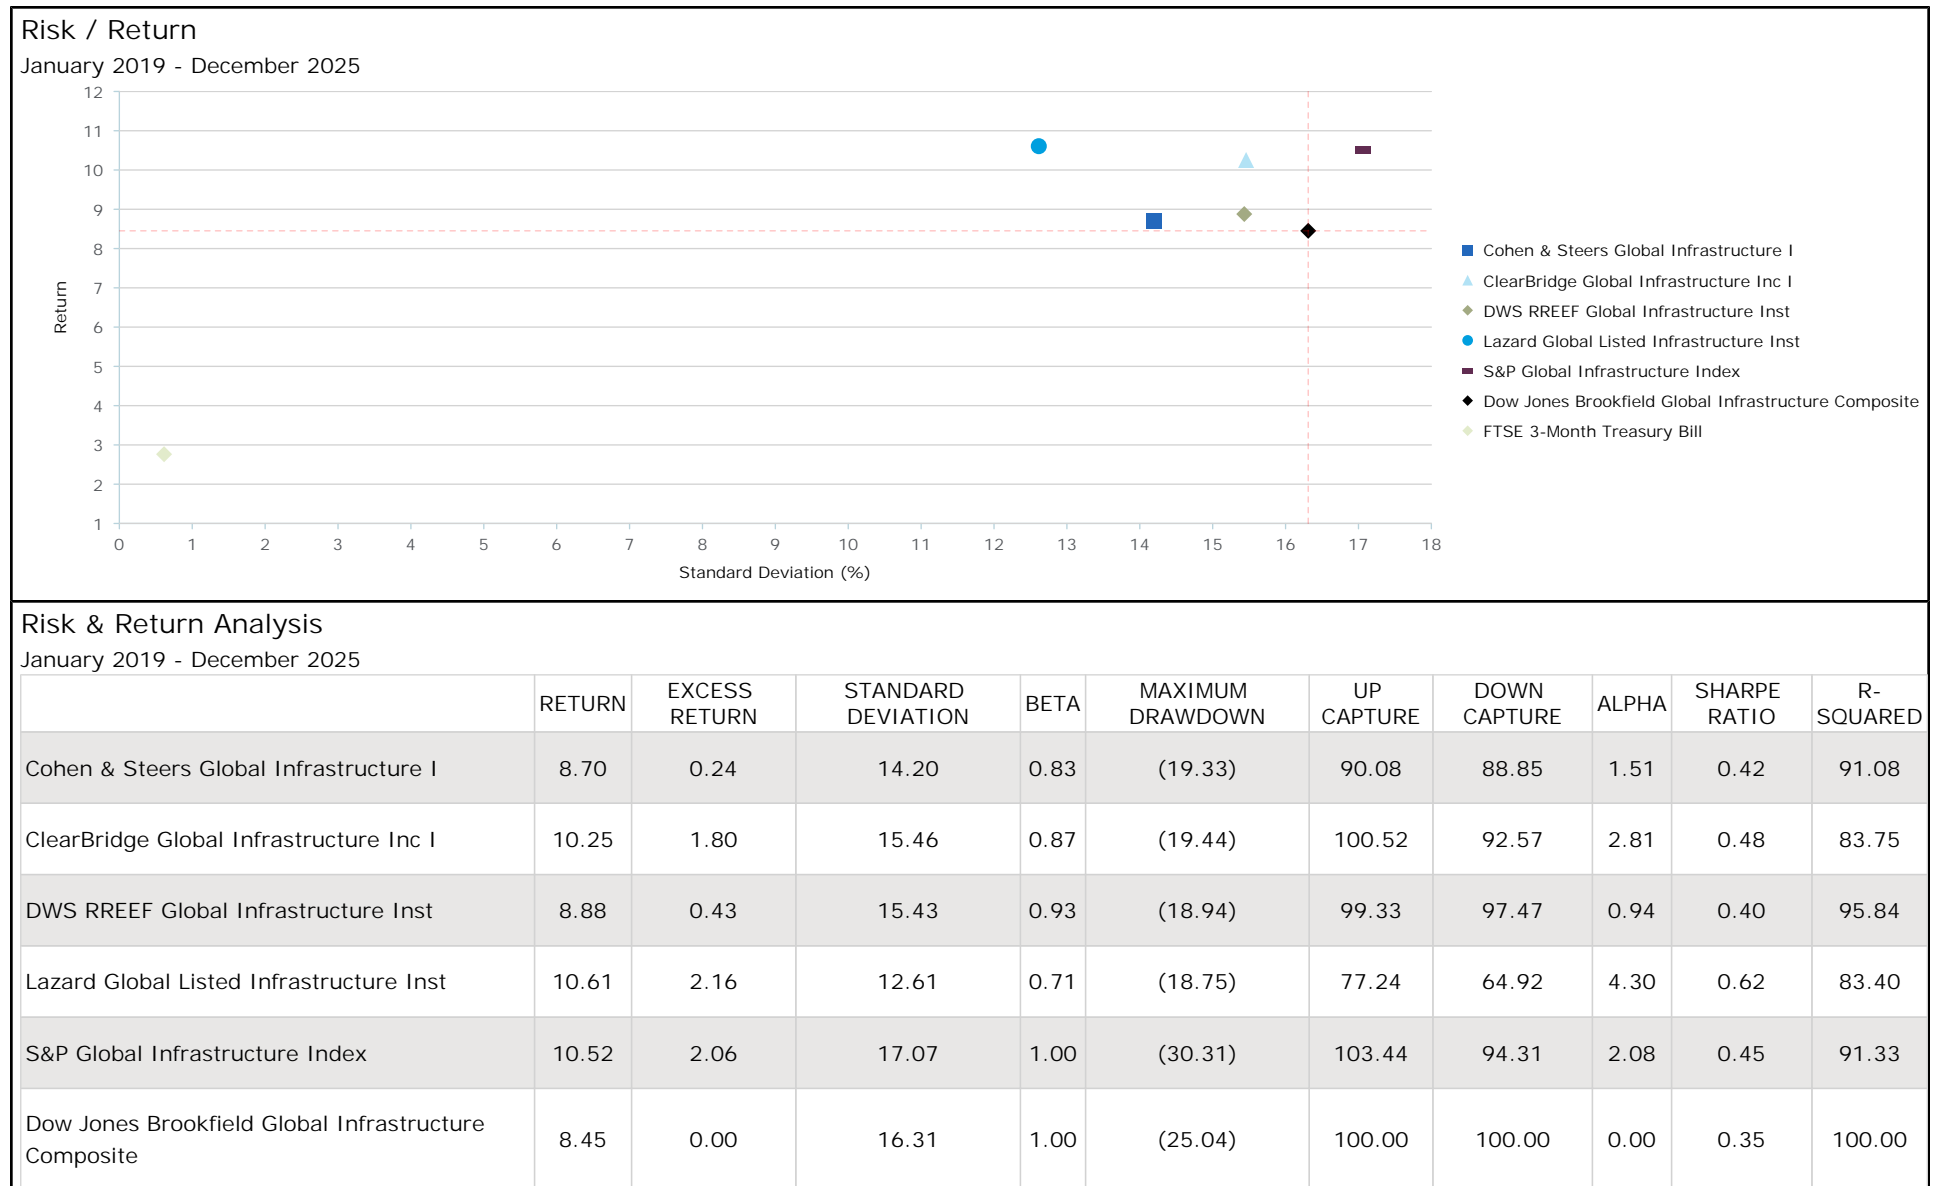 Risk / Return
January 2019 - December 2025
12
11
10
9
8
7
6
5
4
3
2
1
Return
0 1 2 3 4 5 6 7 8 9 10 11 12 13 14 15 16 17 18
Standard Deviation (%)
Cohen & Steers Global Infrastructure I
ClearBridge Global Infrastructure Inc I
DWS RREEF Global Infrastructure Inst
Lazard Global Listed Infrastructure Inst
S&P Global Infrastructure Index
Dow Jones Brookfield Global Infrastructure Composite
FTSE 3-Month Treasury Bill
Risk & Return Analysis
January 2019 - December 2025
RETURN EXCESS RETURN STANDARD DEVIATION BETA MAXIMUM DRAWDOWN UP CAPTURE DOWN CAPTURE ALPHA SHARPE RATIO R-SQUARED
Cohen & Steers Global Infrastructure I 8.70 0.24 14.20 0.83 (19.33) 90.08 88.85 1.51 0.42 91.08
ClearBridge Global Infrastructure Inc I 10.25 1.80 15.46 0.87 (19.44) 100.52 92.57 2.81 0.48 83.75
DWS RREEF Global Infrastructure Inst 8.88 0.43 15.43 0.93 (18.94) 99.33 97.47 0.94 0.40 95.84
Lazard Global Listed Infrastructure Inst 10.61 2.16 12.61 0.71 (18.75) 77.24 64.92 4.30 0.62 83.40
S&P Global Infrastructure Index 10.52 2.06 17.07 1.00 (30.31) 103.44 94.31 2.08 0.45 91.33
Dow Jones Brookfield Global Infrastructure
Composite 8.45 0.00 16.31 1.00 (25.04) 100.00 100.00 0.00 0.35 100.00